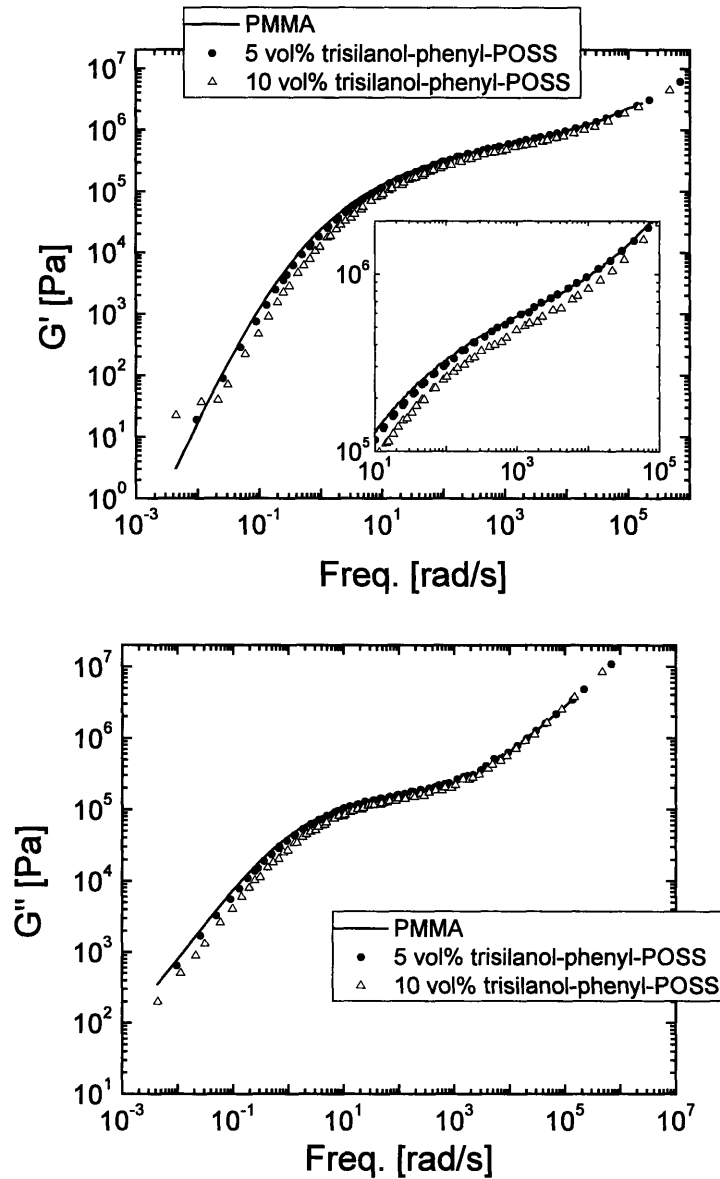 PMMA
5 vol% trisilanol-phenyl-POSS
10 vol% trisilanol-phenyl-POSS
10^7
10^6
10^5
10^4
10^3
10^2
10^1
10^0
G' [Pa]
10^6
10^5
10^1 10^3 10^5
10^-3 10^-1 10^1 10^3 10^5
Freq. [rad/s]
10^7
10^6
10^5
10^4
10^3
10^2
10^1
G" [Pa]
PMMA
5 vol% trisilanol-phenyl-POSS
10 vol% trisilanol-phenyl-POSS
10^-3 10^-1 10^1 10^3 10^5 10^7
Freq. [rad/s]